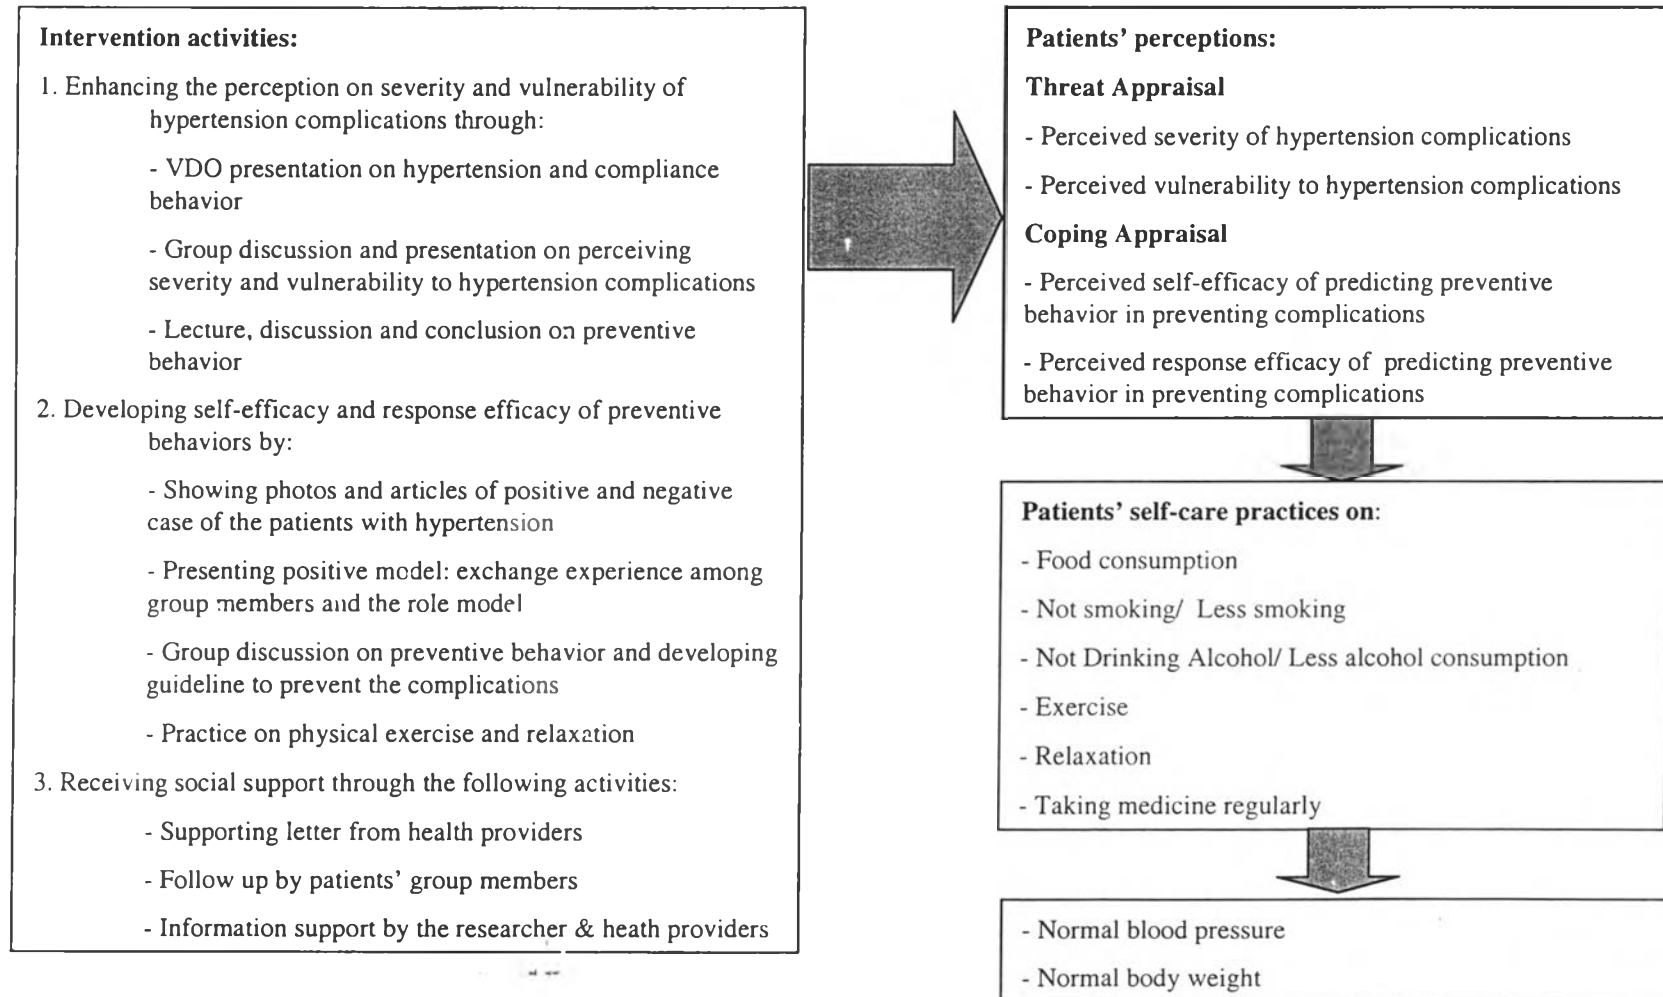 Intervention activities:
1. Enhancing the perception on severity and vulnerability of
hypertension complications through:
- VDO presentation on hypertension and compliance
behavior
- Group discussion and presentation on perceiving
severity and vulnerability to hypertension complications
- Lecture, discussion and conclusion on preventive
behavior
2. Developing self-efficacy and response efficacy of preventive
behaviors by:
- Showing photos and articles of positive and negative
case of the patients with hypertension
- Presenting positive model: exchange experience among
group members and the role model
- Group discussion on preventive behavior and developing
guideline to prevent the complications
- Practice on physical exercise and relaxation
3. Receiving social support through the following activities:
- Supporting letter from health providers
- Follow up by patients' group members
- Information support by the researcher & heath providers
Patients' perceptions:
Threat Appraisal
- Perceived severity of hypertension complications
- Perceived vulnerability to hypertension complications
Coping Appraisal
- Perceived self-efficacy of predicting preventive
behavior in preventing complications
- Perceived response efficacy of predicting preventive
behavior in preventing complications
Patients' self-care practices on:
- Food consumption
- Not smoking/ Less smoking
- Not Drinking Alcohol/ Less alcohol consumption
- Exercise
- Relaxation
- Taking medicine regularly
- Normal blood pressure
- Normal body weight